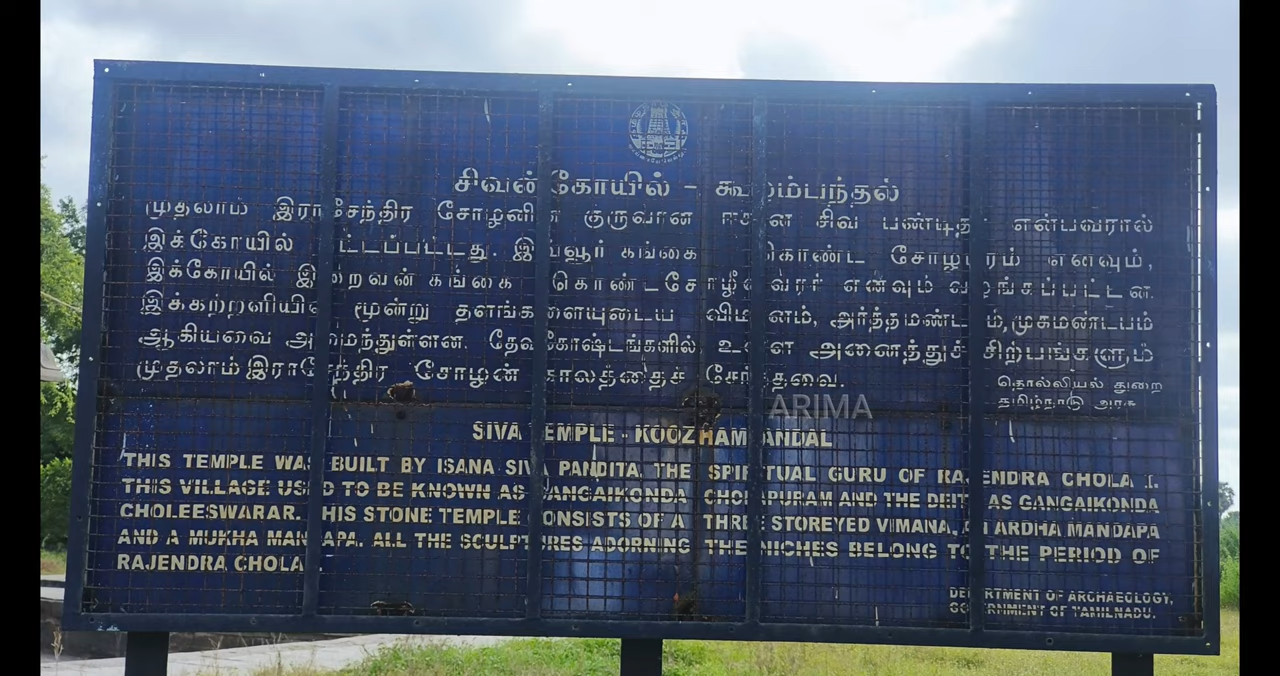 சிவன் கோயில் - கூழம்பந்தல்
முதலாம் இராசேந்திர சோழனின் குருவான ஈசான சிவ பண்டித என்பவரால்
இக்கோயில் கட்டப்பட்டது. இவ்வூர் கங்கை கொண்ட சோழபுரம் எனவும்,
இக்கோயில் இறைவன் கங்கை கொண்டசோழீஸ்வரர் எனவும் வழங்கப்பட்டன.
இக்கற்றளியில் மூன்று தளங்களையுடைய விமானம், அர்த்தமண்டபம்,முகமண்டபம்
ஆகியவை அமைந்துள்ளன. தேவகோஷ்டங்களில் உள்ள அனைத்துச் சிற்பங்களும்
முதலாம் இராசேந்திர சோழன் காலத்தைச் சேர்ந்தவை.
தொல்லியல் துறை
தமிழ்நாடு அரசு
ARIMA
SIVA TEMPLE - KOOZHAMPANDAL
THIS TEMPLE WAS BUILT BY ISANA SIVA PANDITA, THE SPIRITUAL GURU OF RAJENDRA CHOLA I.
THIS VILLAGE USED TO BE KNOWN AS GANGAIKONDA CHOLAPURAM AND THE DEITY AS GANGAIKONDA
CHOLEESWARAR. THIS STONE TEMPLE CONSISTS OF A THREE STOREYED VIMANA, AN ARDHA MANDAPA
AND A MUKHA MANDAPA. ALL THE SCULPTURES ADORNING THE NICHES BELONG TO THE PERIOD OF
RAJENDRA CHOLA I.
DEPARTMENT OF ARCHAEOLOGY,
GOVERNMENT OF TAMILNADU.